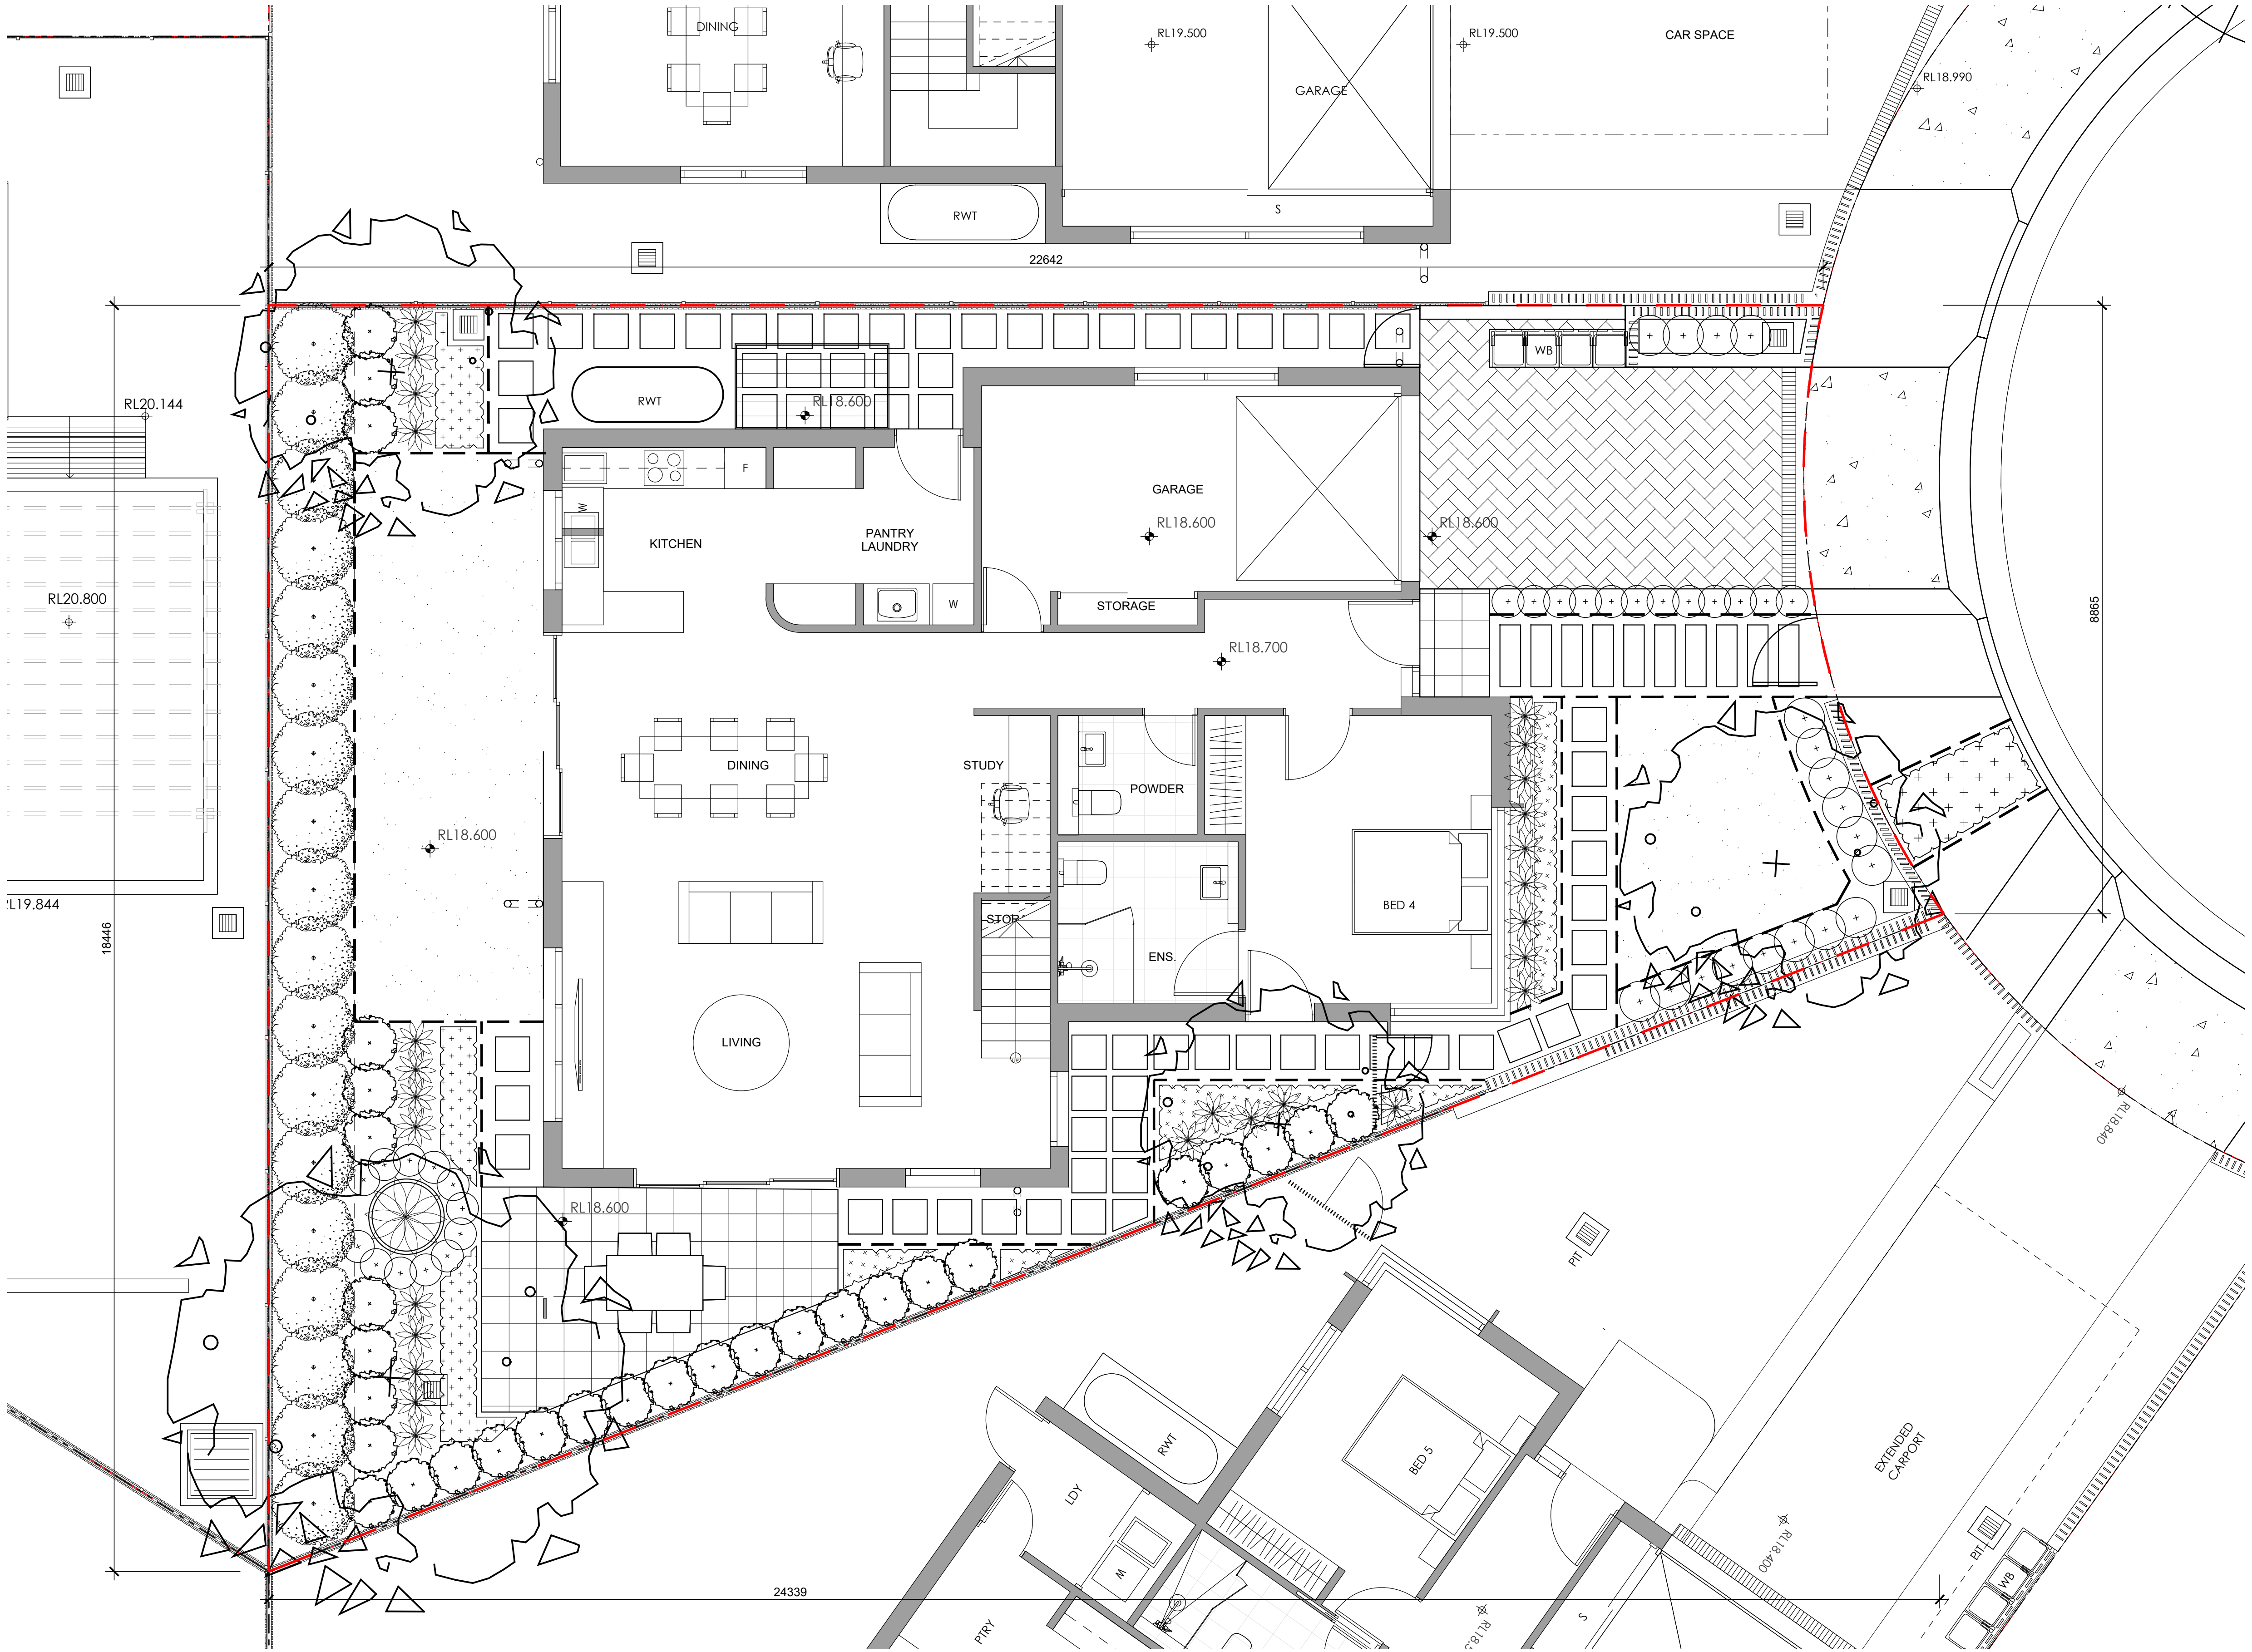 DINING
RL19.500
RL19.500
CAR SPACE
RL18.990
GARAGE
RWT
S
22642
WB
RL20.144
RWT
RL18.600
F
GARAGE
RL18.600
RL18.600
W
KITCHEN
PANTRY
LAUNDRY
RL20.800
W
STORAGE
8865
RL18.700
DINING
STUDY
POWDER
RL18.600
BED 4
STOR
18446
ENS.
LIVING
RL18.840
RL18.600
PIT
RWT
BED 5
LDY
EXTENDED
CARPORT
W
RL18.400
PIT
WB
24339
PTRY
S